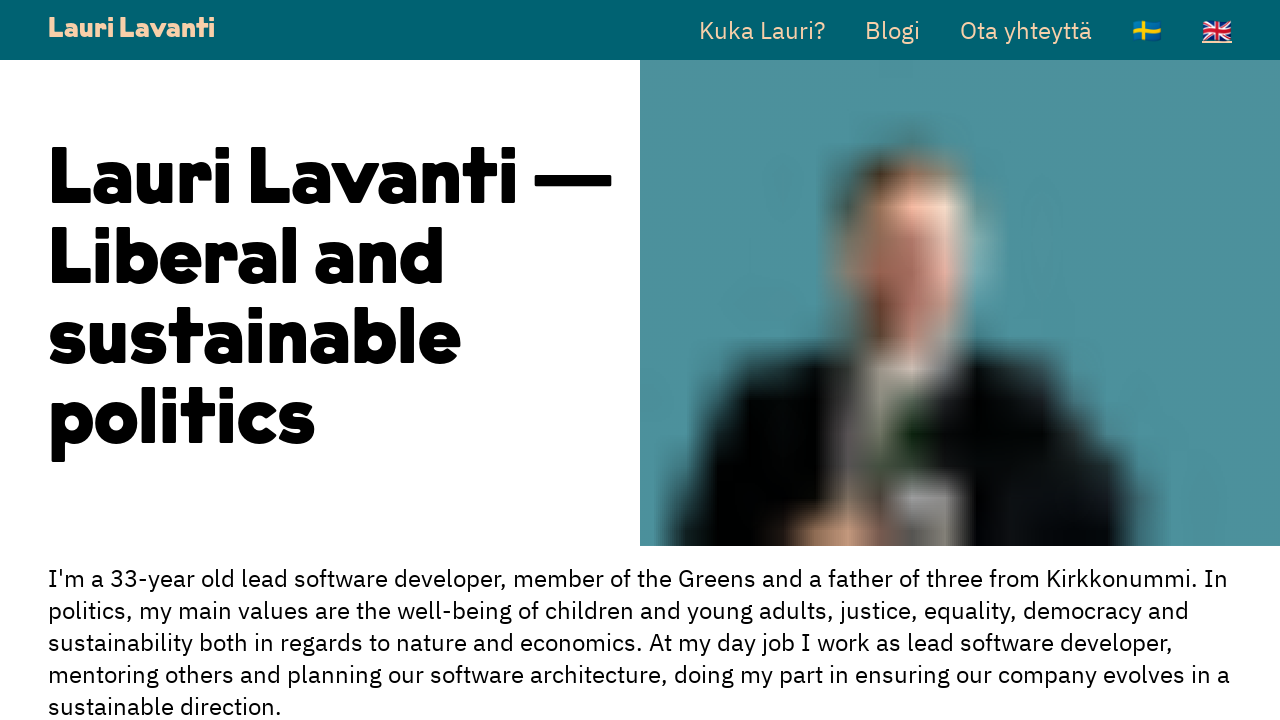 Lauri Lavanti
Kuka Lauri?
Blogi
Ota yhteyttä
Lauri Lavanti —
Liberal and
sustainable
politics
I'm a 33-year old lead software developer, member of the Greens and a father of three from Kirkkonummi. In
politics, my main values are the well-being of children and young adults, justice, equality, democracy and
sustainability both in regards to nature and economics. At my day job I work as lead software developer,
mentoring others and planning our software architecture, doing my part in ensuring our company evolves in a
sustainable direction.